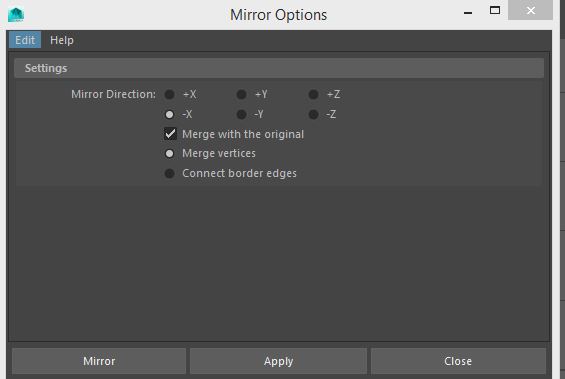 Mirror Options
Edit Help
Settings
Mirror Direction: +X +Y +Z
-X -Y -Z
Merge with the original
Merge vertices
Connect border edges
Mirror Apply Close